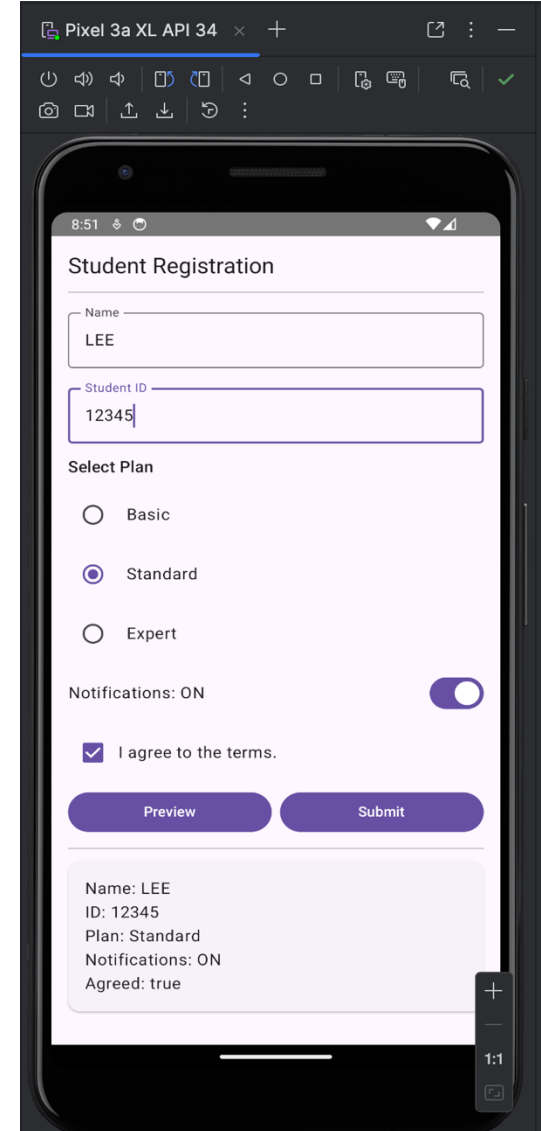 Pixel 3a XL API 34
8:51
Student Registration
Name
LEE
Student ID
12345
Select Plan
Basic
Standard
Expert
Notifications: ON
I agree to the terms.
Preview Submit
Name: LEE
ID: 12345
Plan: Standard
Notifications: ON
Agreed: true
1:1